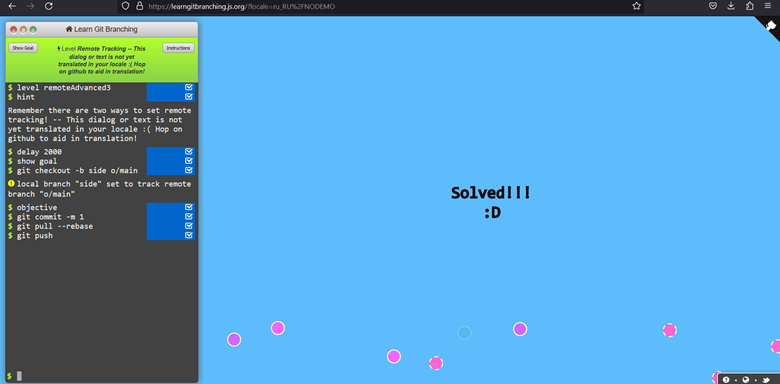 https://learngitbranching.js.org/?locale=ru_RU%2FNODEMO
Learn Git Branching
Show Goal
Level Remote Tracking -- This
dialog or text is not yet
translated in your locale :( Hop
on github to aid in translation!
Instructions
$ level remoteAdvanced3
$ hint
Remember there are two ways to set remote
tracking! -- This dialog or text is not
yet translated in your locale :( Hop on
github to aid in translation!
$ delay 2000
$ show goal
$ git checkout -b side o/main
local branch "side" set to track remote
branch "o/main"
$ objective
$ git commit -m 1
$ git pull --rebase
$ git push
$
Solved!!!
:D